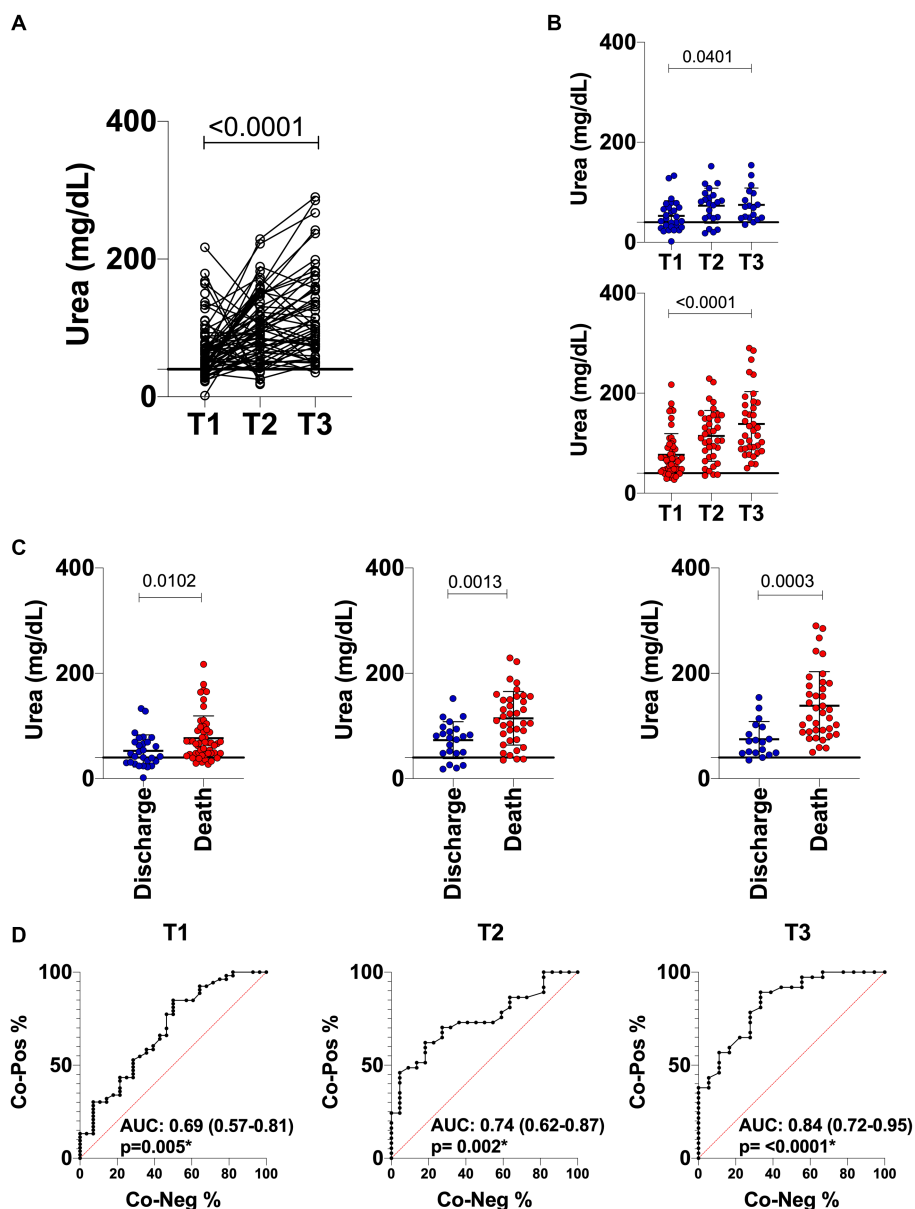 A
Urea (mg/dL)
400
200
0
<0.0001
T1 T2 T3
B
Urea (mg/dL)
400
200
0
0.0401
T1 T2 T3
Urea (mg/dL)
400
200
0
<0.0001
T1 T2 T3
C
Urea (mg/dL)
400
200
0
0.0102
Discharge
Death
Urea (mg/dL)
400
200
0
0.0013
Discharge
Death
Urea (mg/dL)
400
200
0
0.0003
Discharge
Death
D
T1
Co-Pos %
100
50
0
AUC: 0.69 (0.57-0.81)
p=0.005*
0 20 40 60 80 100
Co-Neg %
T2
Co-Pos %
100
50
0
AUC: 0.74 (0.62-0.87)
p= 0.002*
0 20 40 60 80 100
Co-Neg %
T3
Co-Pos %
100
50
0
AUC: 0.84 (0.72-0.95)
p= <0.0001*
0 20 40 60 80 100
Co-Neg %